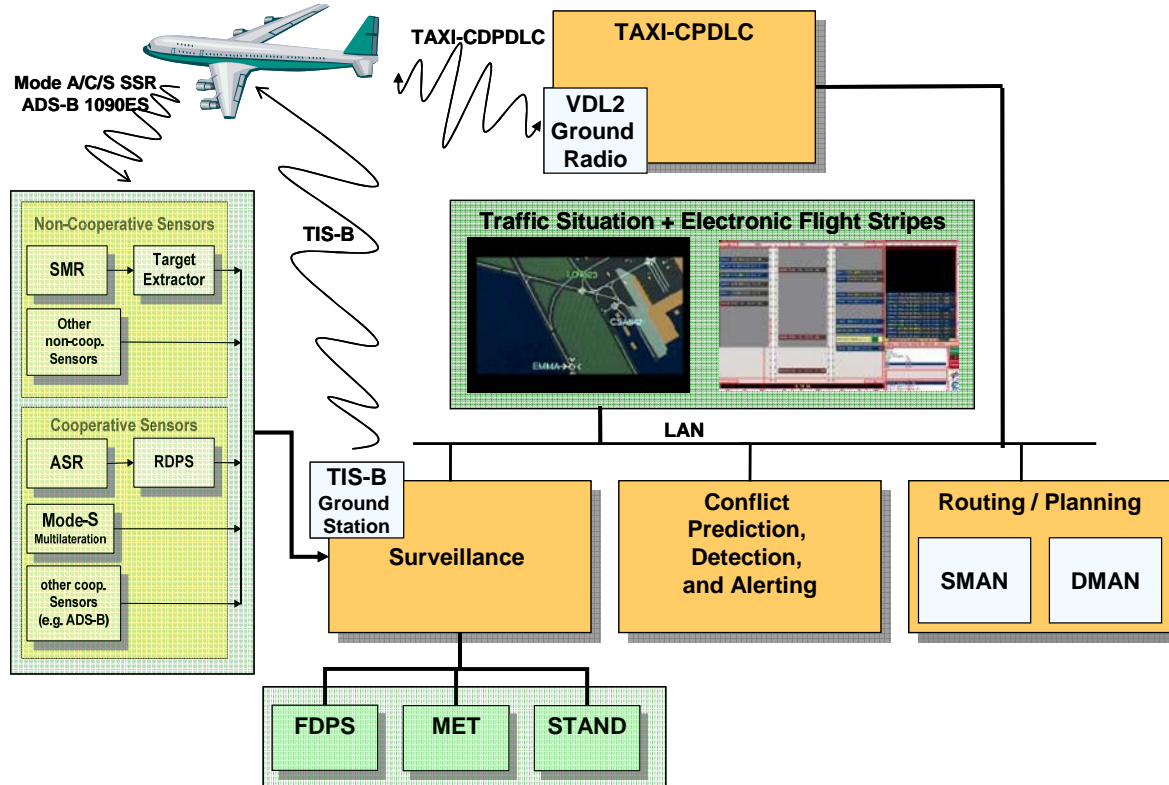 TAXI-CDPDLC
TAXI-CPDLC
Mode A/C/S SSR
ADS-B 1090ES
VDL2
Ground
Radio
Non-Cooperative Sensors
SMR
Target
Extractor
Other
non-coop.
Sensors
TIS-B
Traffic Situation + Electronic Flight Stripes
EMMA
Cooperative Sensors
ASR
RDPS
Mode-S
Multilateration
other coop.
Sensors
(e.g. ADS-B)
LAN
TIS-B
Ground
Station
Surveillance
Conflict
Prediction,
Detection,
and Alerting
Routing / Planning
SMAN
DMAN
FDPS
MET
STAND